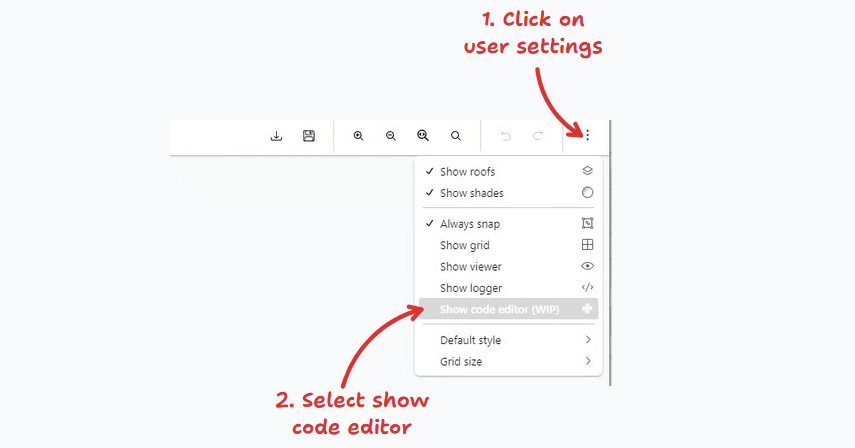 1. Click on
user settings
Show roofs
Show shades
Always snap
Show grid
Show viewer
Show logger
Show code editor (WIP)
Default style
Grid size
2. Select show
code editor